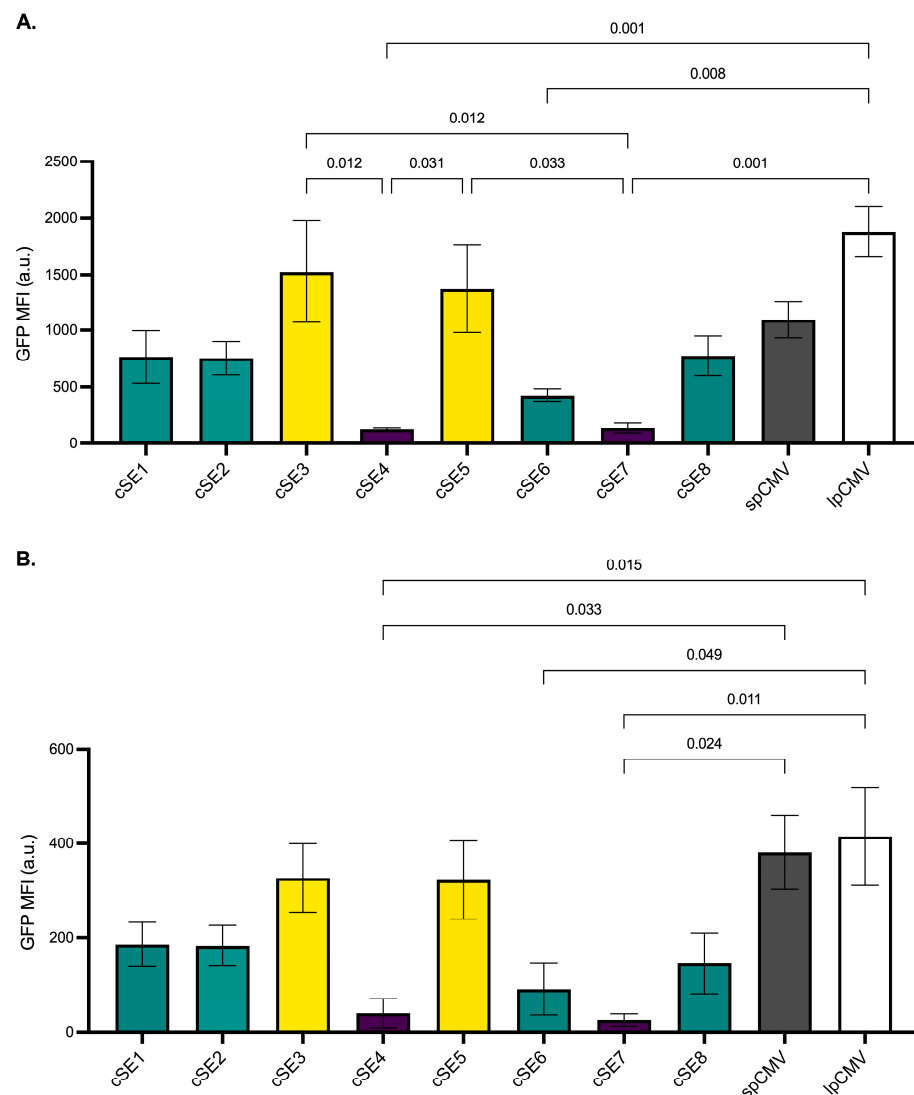 A.
0.001
0.008
0.012
0.012 0.031 0.033 0.001
2500
2000
1500
1000
500
0
GFP MFI (a.u.)
cSE1 cSE2 cSE3 cSE4 cSE5 cSE6 cSE7 cSE8 spCMV lpCMV
B.
0.015
0.033
0.049
0.011
0.024
600
400
200
0
GFP MFI (a.u.)
cSE1 cSE2 cSE3 cSE4 cSE5 cSE6 cSE7 cSE8 spCMV lpCMV